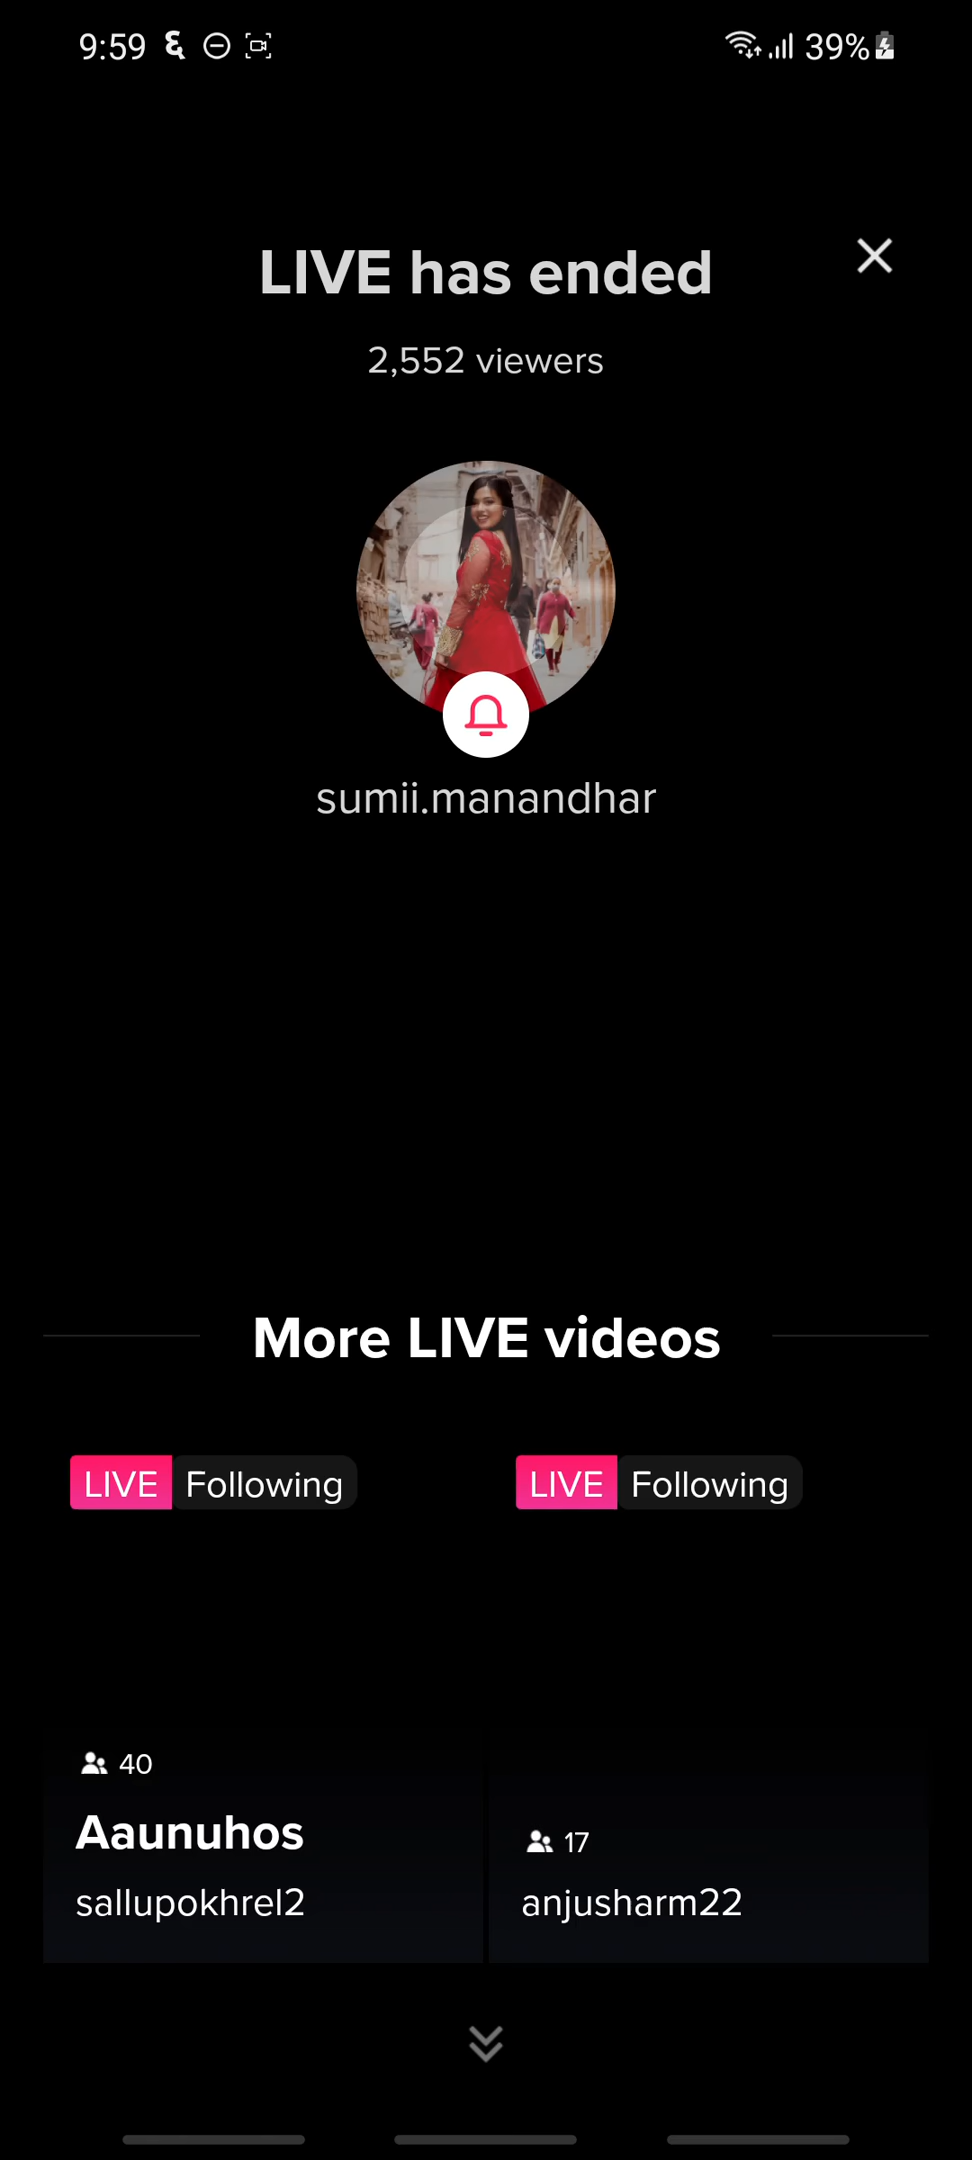 9:59 39%
LIVE has ended
2,552 viewers
sumii.manandhar
More LIVE videos
LIVE Following
LIVE Following
40
Aaunuhos
sallupokhrel2
17
anjusharm22